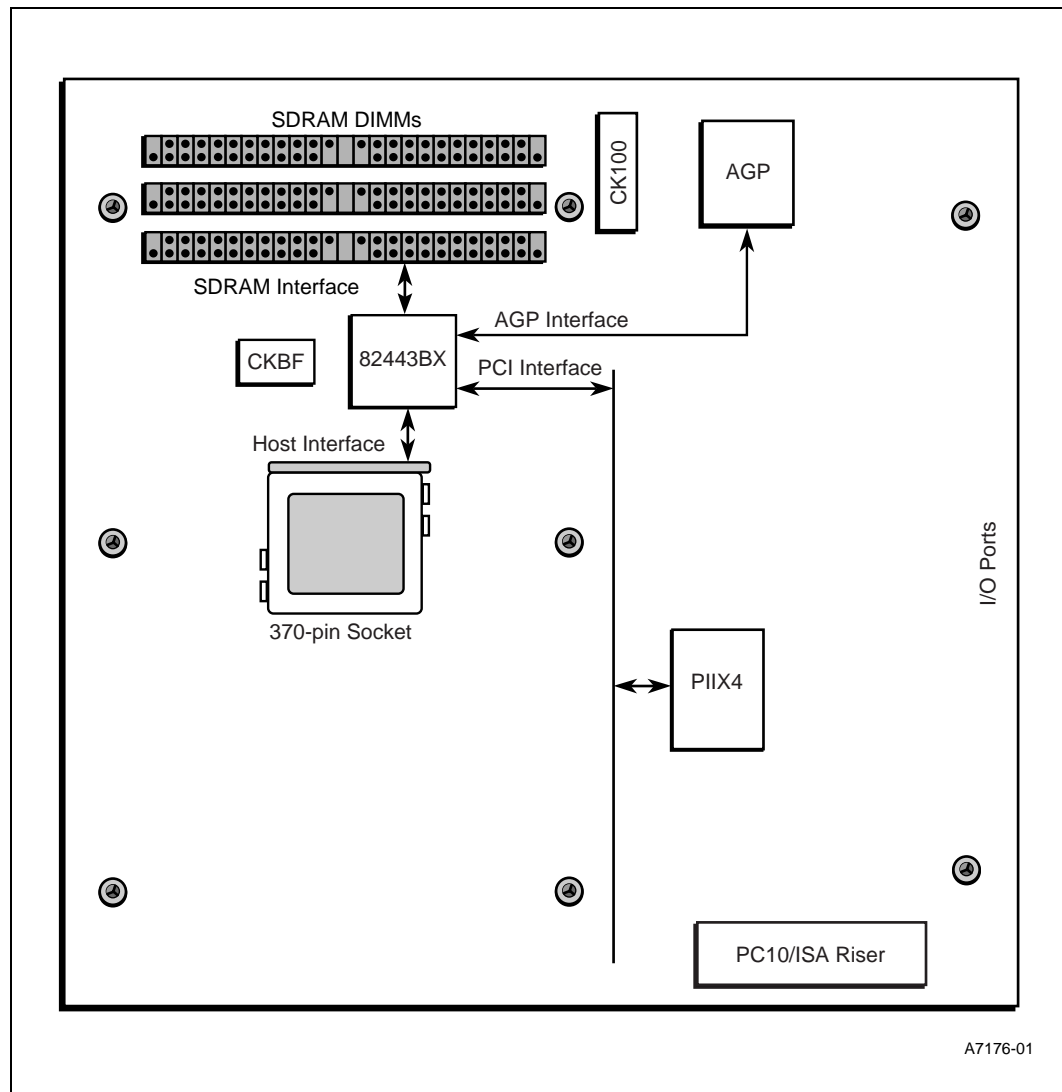 SDRAM DIMMs
CK100
AGP
SDRAM Interface
AGP Interface
CKBF
82443BX
PCI Interface
Host Interface
I/O Ports
370-pin Socket
PIIX4
PC10/ISA Riser
A7176-01